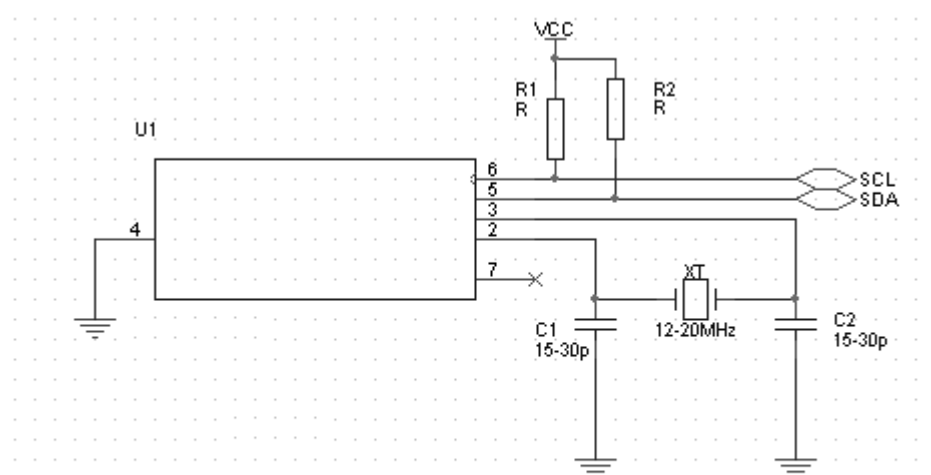 VCC
R1
R
R2
R
U1
6
SCL
5
SDA
3
4
2
7
XT
C1
15-30p
12-20MHz
C2
15-30p